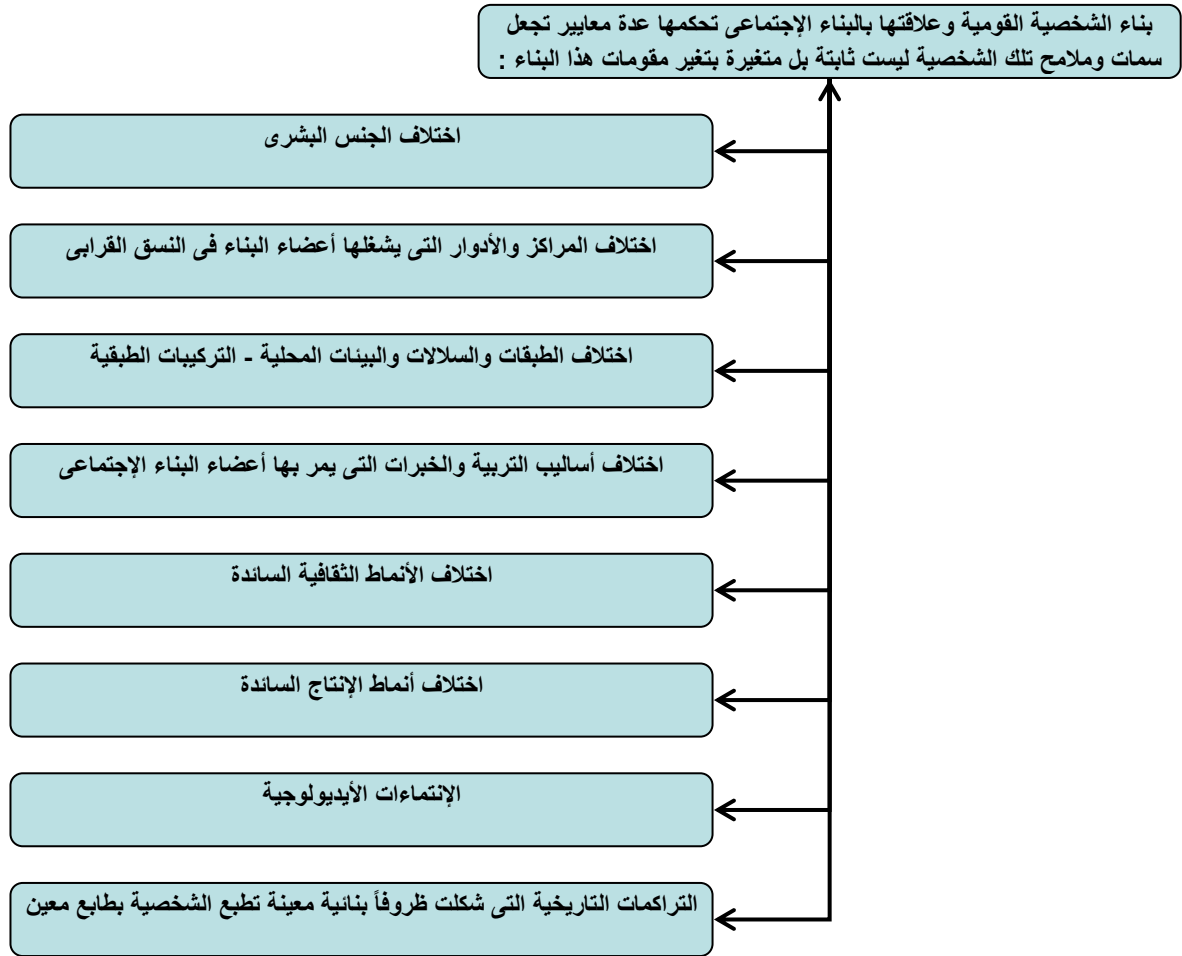 بناء الشخصية القومية وعلاقتها بالبناء الإجتماعى تحكمها عدة معايير تجعل
سمات وملامح تلك الشخصية ليست ثابتة بل متغيرة بتغير مقومات هذا البناء :
اختلاف الجنس البشرى
اختلاف المراكز والأدوار التى يشغلها أعضاء البناء فى النسق القرابى
اختلاف الطبقات والسلالات والبيئات المحلية - التركيبات الطبقية
اختلاف أساليب التربية والخبرات التى يمر بها أعضاء البناء الإجتماعى
اختلاف الأنماط الثقافية السائدة
اختلاف أنماط الإنتاج السائدة
الإنتماءات الأيديولوجية
التراكمات التاريخية التى شكلت ظروفاً بنائية معينة تطبع الشخصية بطابع معين